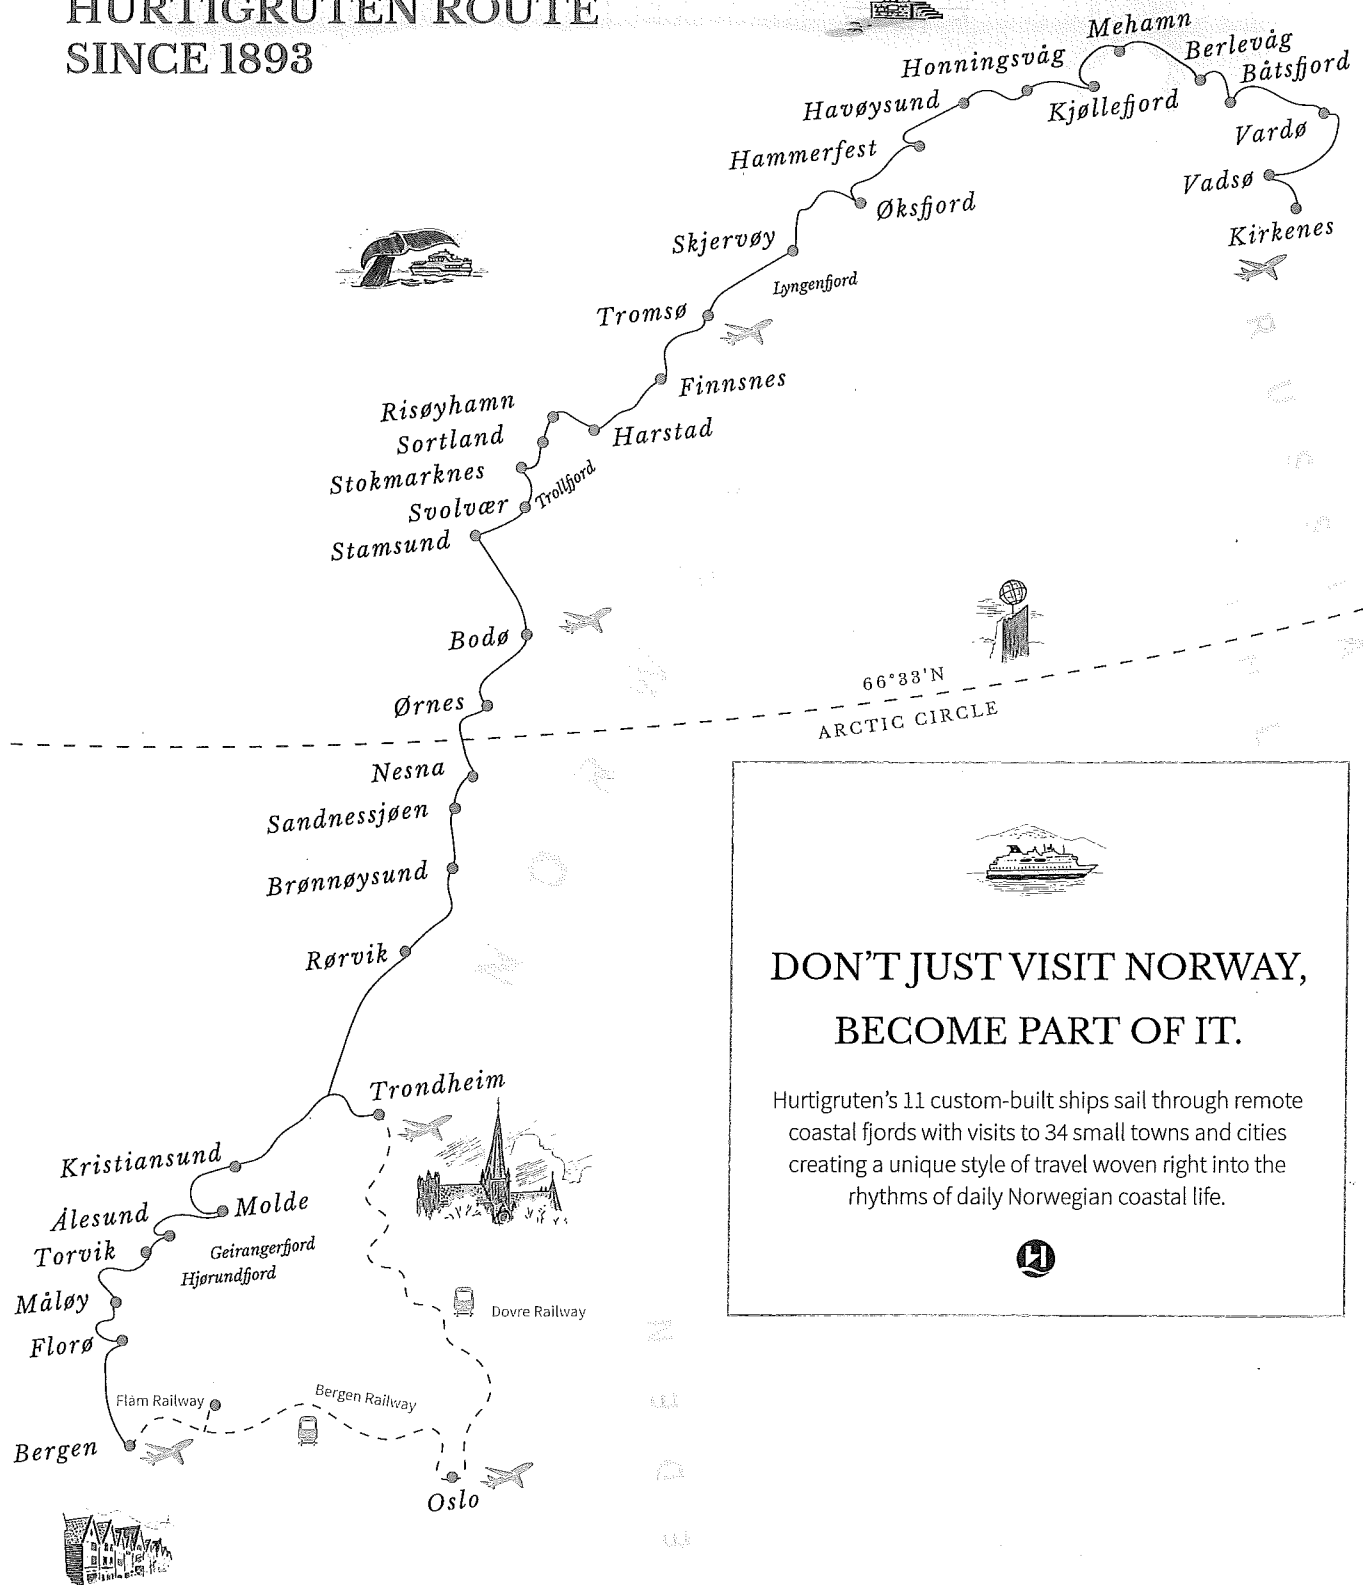 HURTIGRUTEN ROUTE
SINCE 1893
Mehamn
Berlevåg
Honningsvåg
Båtsfjord
Havøysund
Kjøllefjord
Vardø
Hammerfest
Vadsø
Øksfjord
Kirkenes
Skjervøy
Lyngenfjord
Tromsø
Finnsnes
Risøyhamn
Sortland
Harstad
Stokmarknes
Trollfjord
Svolvær
Stamsund
Bodø
66°33'N
Ørnes
ARCTIC CIRCLE
Nesna
Sandnessjøen
Brønnøysund
Rørvik
DON'T JUST VISIT NORWAY,
BECOME PART OF IT.
Hurtigruten's 11 custom-built ships sail through remote
coastal fjords with visits to 34 small towns and cities
creating a unique style of travel woven right into the
rhythms of daily Norwegian coastal life.
H
Trondheim
Kristiansund
Molde
Ålesund
Torvik
Geirangerfjord
Hjørundfjord
Måløy
Dovre Railway
Florø
Flåm Railway
Bergen Railway
Bergen
Oslo